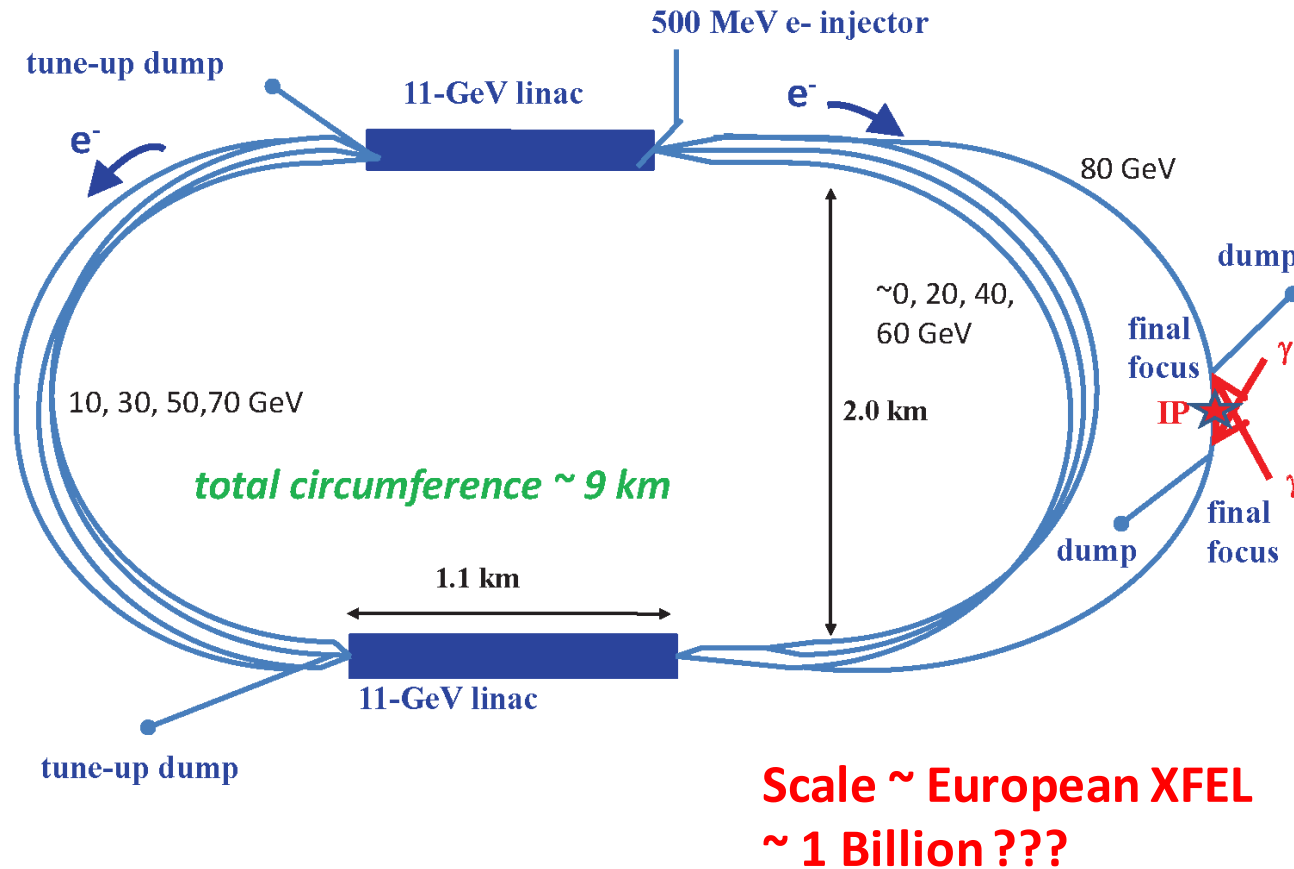 500 MeV e- injector
tune-up dump
11-GeV linac
e-
e-
80 GeV
dump
~0, 20, 40,
60 GeV
final
focus
γ
IP
10, 30, 50,70 GeV
2.0 km
total circumference ~ 9 km
γ
final
focus
dump
1.1 km
11-GeV linac
tune-up dump
Scale ~ European XFEL
~ 1 Billion ???